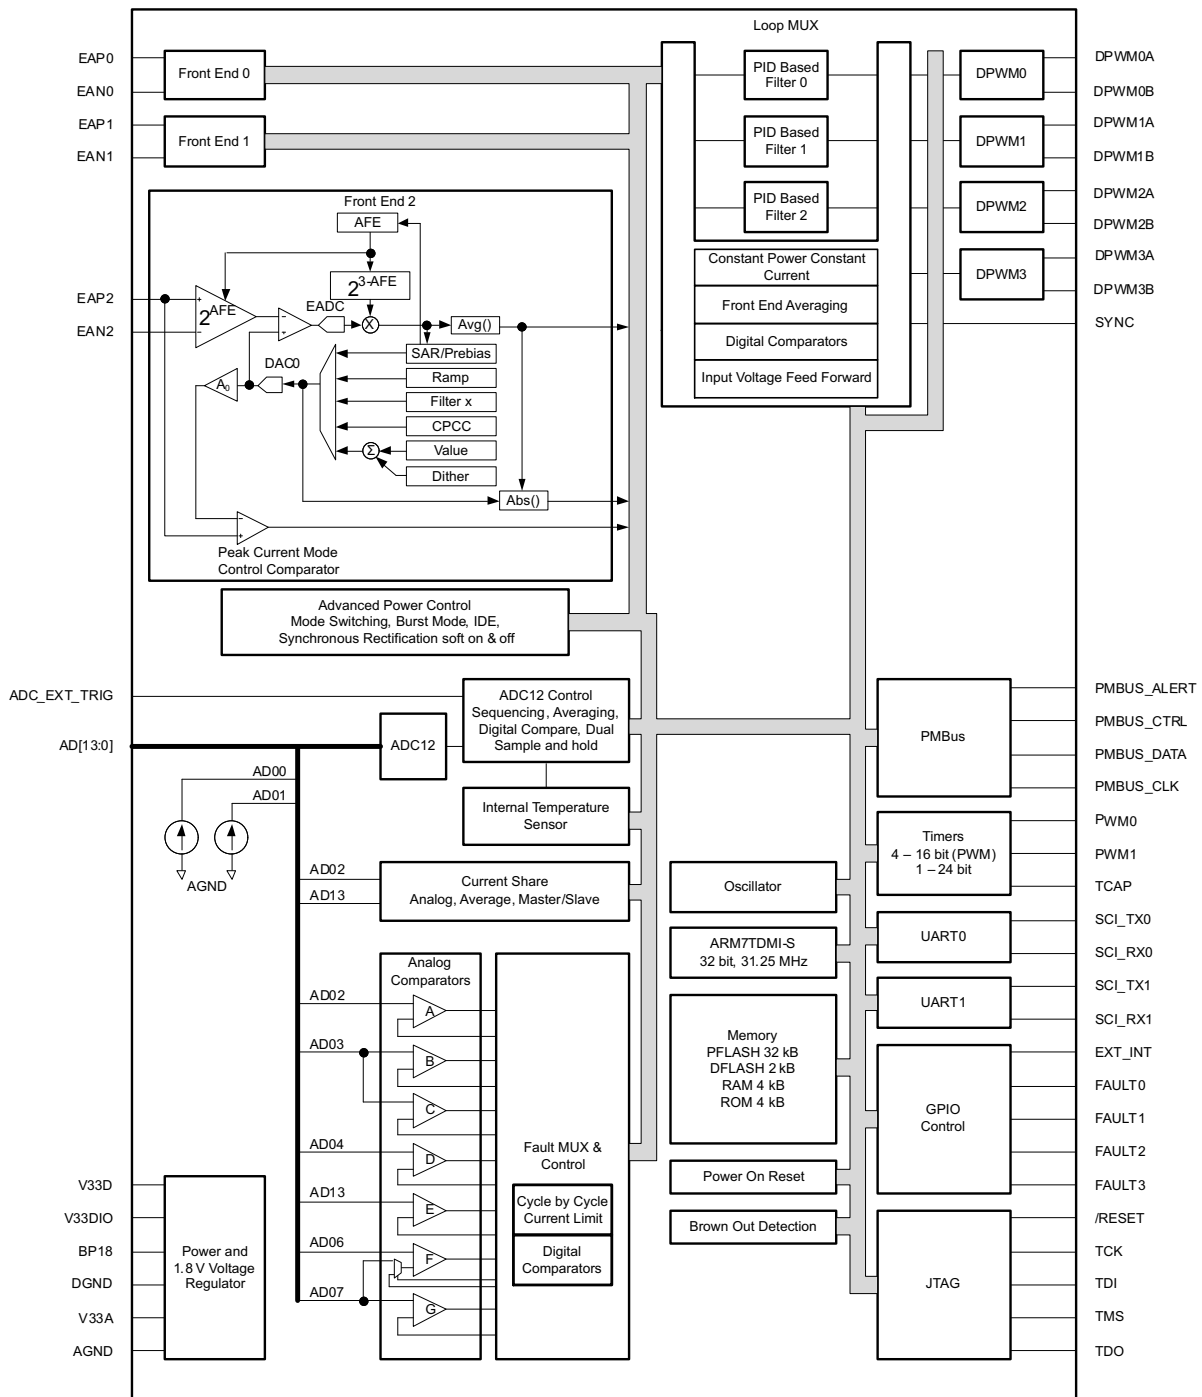 Loop MUX
EAP0
EAN0
EAP1
EAN1
Front End 0
Front End 1
PID Based
Filter 0
PID Based
Filter 1
PID Based
Filter 2
DPWM0
DPWM1
DPWM2
DPWM3
DPWM0A
DPWM0B
DPWM1A
DPWM1B
DPWM2A
DPWM2B
DPWM3A
DPWM3B
SYNC
Constant Power Constant
Current
Front End Averaging
Digital Comparators
Input Voltage Feed Forward
Front End 2
AFE
2^3-AFE
EAP2
EAN2
+
2^AFE
−
−
+
EADC
X
Avg()
DAC0
A0
SAR/Prebias
Ramp
Filter x
CPCC
Σ
Value
Dither
Abs()
−
+
Peak Current Mode
Control Comparator
Advanced Power Control
Mode Switching, Burst Mode, IDE,
Synchronous Rectification soft on & off
ADC_EXT_TRIG
AD[13:0]
ADC12
ADC12 Control
Sequencing, Averaging,
Digital Compare, Dual
Sample and hold
AD00
AD01
AGND
Internal Temperature
Sensor
AD02
AD13
Current Share
Analog, Average, Master/Slave
Analog
Comparators
AD02
AD03
AD04
AD13
AD06
AD07
A
B
C
D
E
F
G
Fault MUX &
Control
Cycle by Cycle
Current Limit
Digital
Comparators
V33D
V33DIO
BP18
DGND
V33A
AGND
Power and
1.8 V Voltage
Regulator
Oscillator
ARM7TDMI-S
32 bit, 31.25 MHz
Memory
PFLASH 32 kB
DFLASH 2 kB
RAM 4 kB
ROM 4 kB
Power On Reset
Brown Out Detection
PMBus
PMBUS_ALERT
PMBUS_CTRL
PMBUS_DATA
PMBUS_CLK
Timers
4 – 16 bit (PWM)
1 – 24 bit
PWM0
PWM1
TCAP
UART0
SCI_TX0
SCI_RX0
UART1
SCI_TX1
SCI_RX1
GPIO
Control
EXT_INT
FAULT0
FAULT1
FAULT2
FAULT3
JTAG
/RESET
TCK
TDI
TMS
TDO